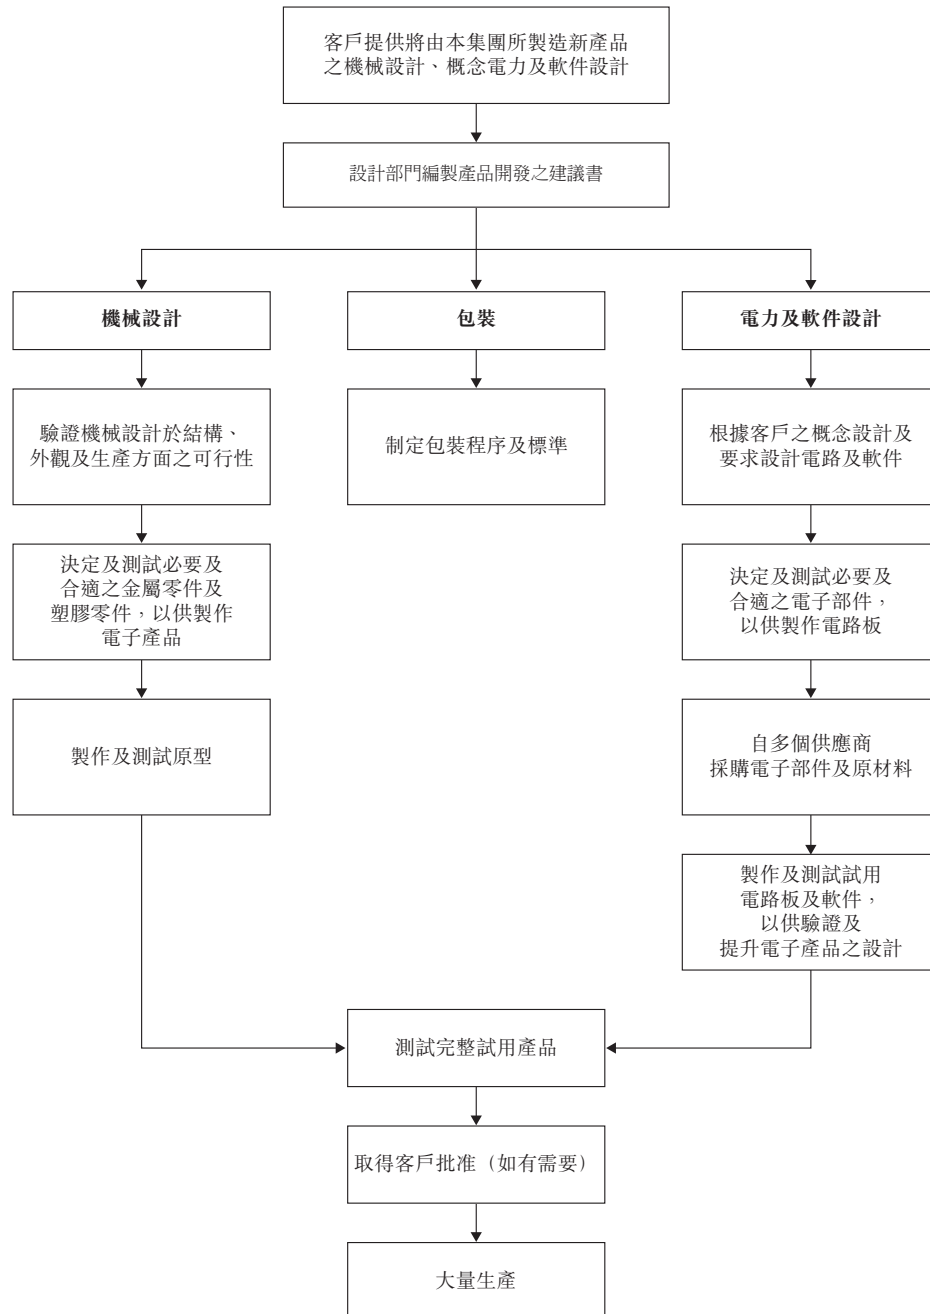 客戶提供將由本集團所製造新產品
之機械設計、概念電力及軟件設計
設計部門編製產品開發之建議書
機械設計
包裝
電力及軟件設計
驗證機械設計於結構、
外觀及生產方面之可行性
制定包裝程序及標準
根據客戶之概念設計及
要求設計電路及軟件
決定及測試必要及
合適之金屬零件及
塑膠零件，以供製作
電子產品
決定及測試必要及
合適之電子部件，
以供製作電路板
製作及測試原型
自多個供應商
採購電子部件及原材料
製作及測試試用
電路板及軟件，
以供驗證及
提升電子產品之設計
測試完整試用產品
取得客戶批准（如有需要）
大量生產